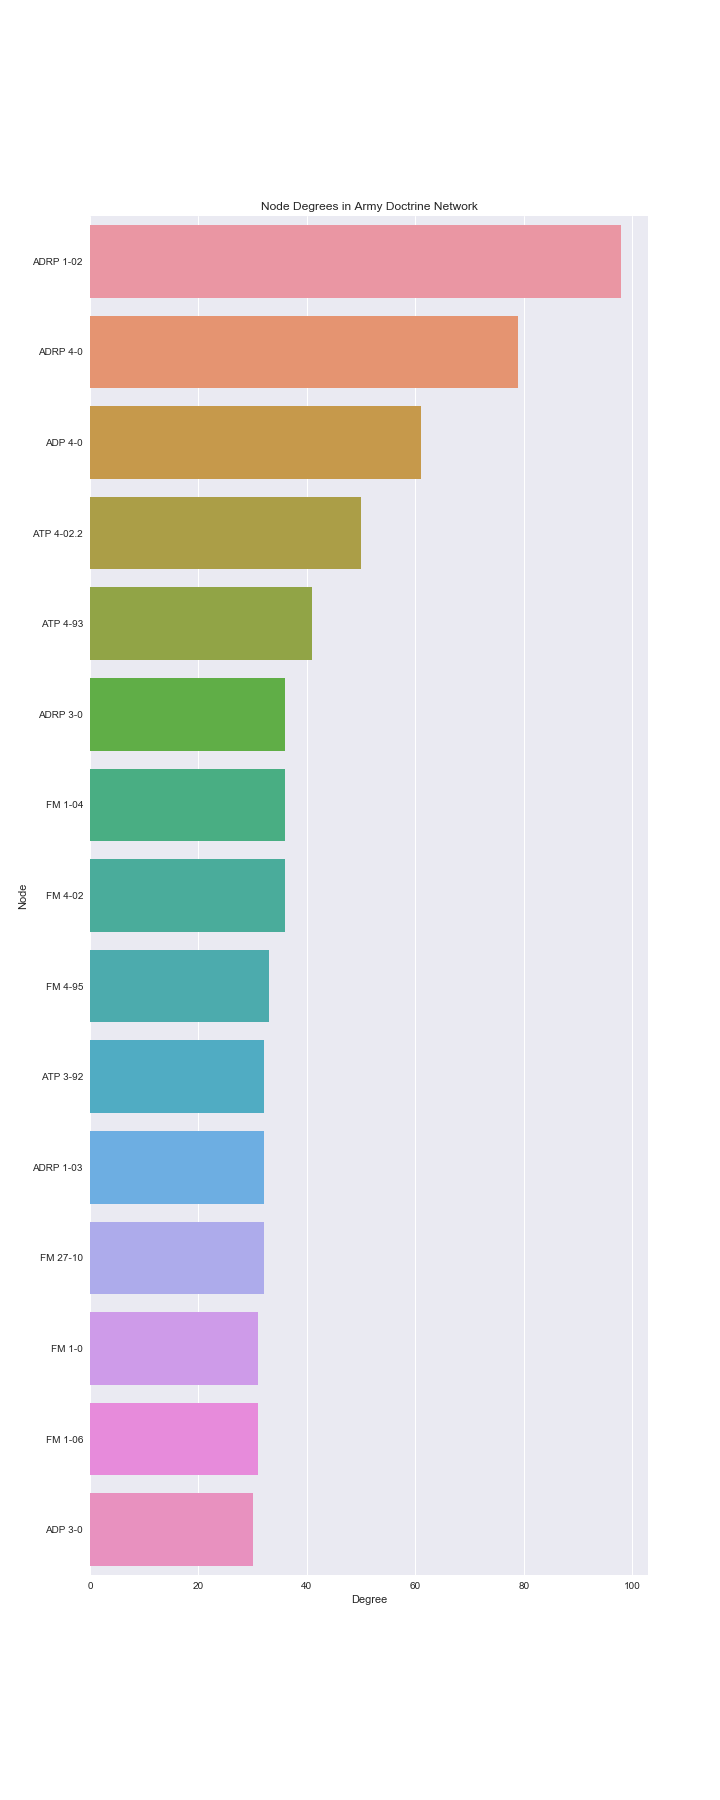 Node Degrees in Army Doctrine Network
ADRP 1-02
ADRP 4-0
ADP 4-0
ATP 4-02.2
ATP 4-93
ADRP 3-0
FM 1-04
FM 4-02
Node
FM 4-95
ATP 3-92
ADRP 1-03
FM 27-10
FM 1-0
FM 1-06
ADP 3-0
0 20 40 60 80 100
Degree